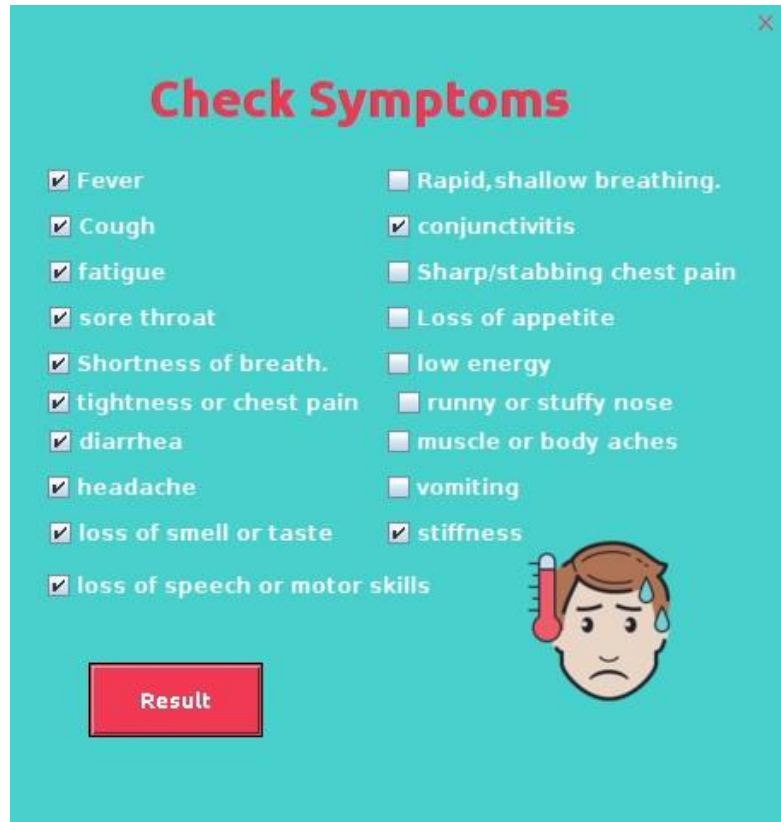 Check Symptoms
Fever
Rapid,shallow breathing.
Cough
conjunctivitis
fatigue
Sharp/stabbing chest pain
sore throat
Loss of appetite
Shortness of breath.
low energy
tightness or chest pain
runny or stuffy nose
diarrhea
muscle or body aches
headache
vomiting
loss of smell or taste
stiffness
loss of speech or motor skills
Result